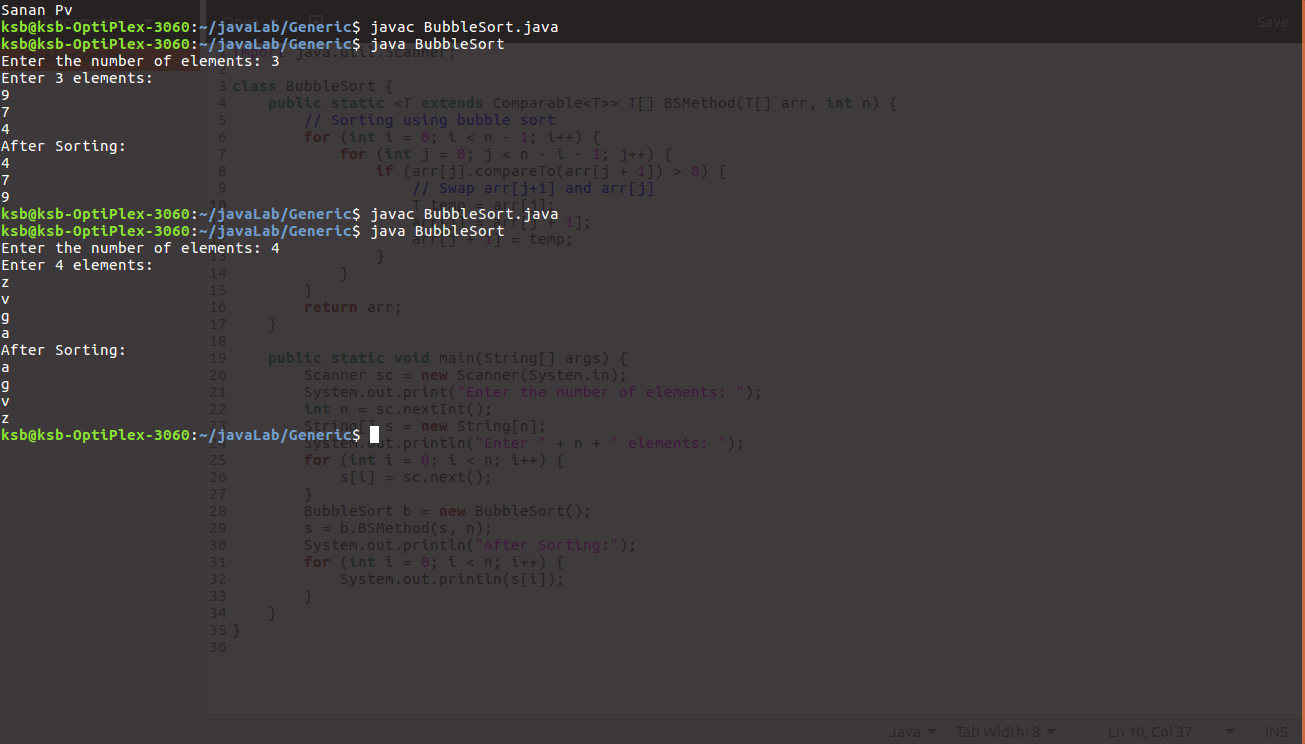 Sanan Pv
ksb@ksb-OptiPlex-3060:~/javaLab/Generic$ javac BubbleSort.java
ksb@ksb-OptiPlex-3060:~/javaLab/Generic$ java BubbleSort
Enter the number of elements: 3
Enter 3 elements:
9
7
4
After Sorting:
4
7
9
ksb@ksb-OptiPlex-3060:~/javaLab/Generic$ javac BubbleSort.java
ksb@ksb-OptiPlex-3060:~/javaLab/Generic$ java BubbleSort
Enter the number of elements: 4
Enter 4 elements:
z
v
g
a
After Sorting:
a
g
v
z
ksb@ksb-OptiPlex-3060:~/javaLab/Generic$
Save
java.util.Scanner;
2
3 class BubbleSort {
4 public static <T extends Comparable<T>> T[] BSMethod(T[] arr, int n) {
5 // Sorting using bubble sort
6 for (int i = 0; i < n - 1; i++) {
7 for (int j = 0; j < n - i - 1; j++) {
8 if (arr[j].compareTo(arr[j + 1]) > 0) {
9 // Swap arr[j+1] and arr[j]
10 T temp = arr[j];
arr[j] = arr[j + 1];
arr[j + 1] = temp;
13 }
14 }
15 }
16 return arr;
17 }
18
19 public static void main(String[] args) {
20 Scanner sc = new Scanner(System.in);
21 System.out.print("Enter the number of elements: ");
22 int n = sc.nextInt();
23 String[] s = new String[n];
24 System.out.println("Enter " + n + " elements: ");
25 for (int i = 0; i < n; i++) {
26 s[i] = sc.next();
27 }
28 BubbleSort b = new BubbleSort();
29 s = b.BSMethod(s, n);
30 System.out.println("After Sorting:");
31 for (int i = 0; i < n; i++) {
32 System.out.println(s[i]);
33 }
34 }
35 }
36
Java Tab Width: 8 Ln 10, Col 37 INS